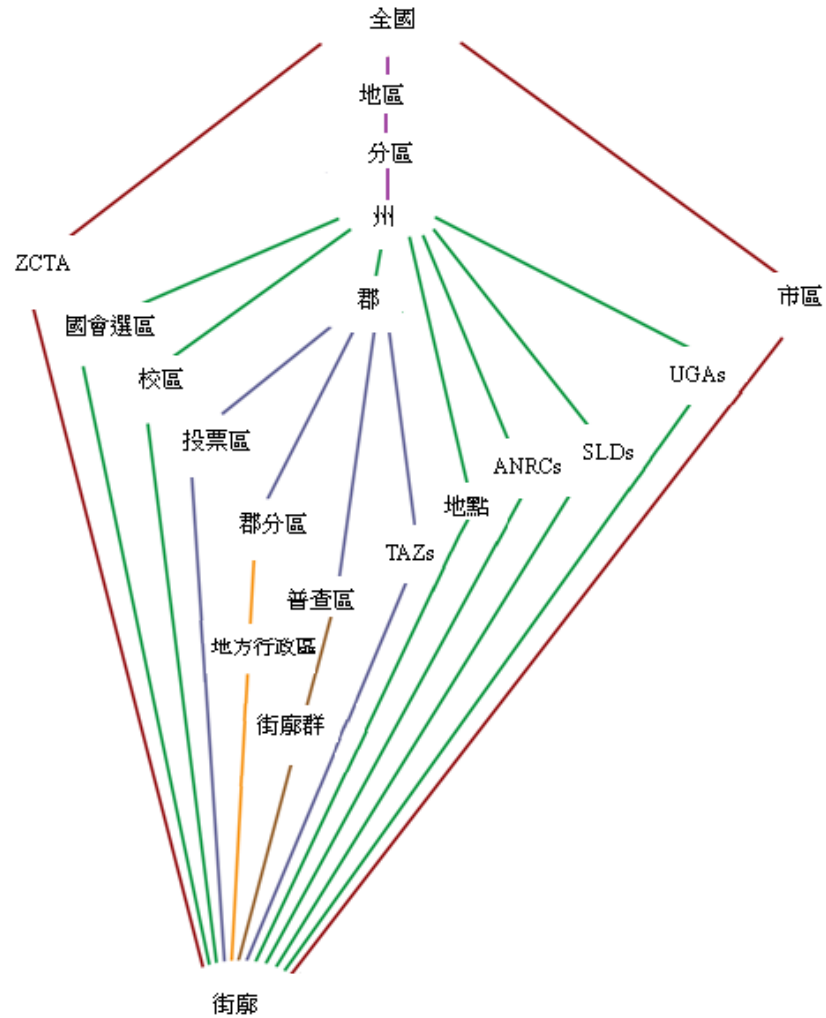 全國
地區
分區
州
ZCTA
市區
郡
國會選區
校區
UGAs
投票區
SLDs
ANRCs
地點
郡分區
TAZs
普查區
地方行政區
街廓群
街廓